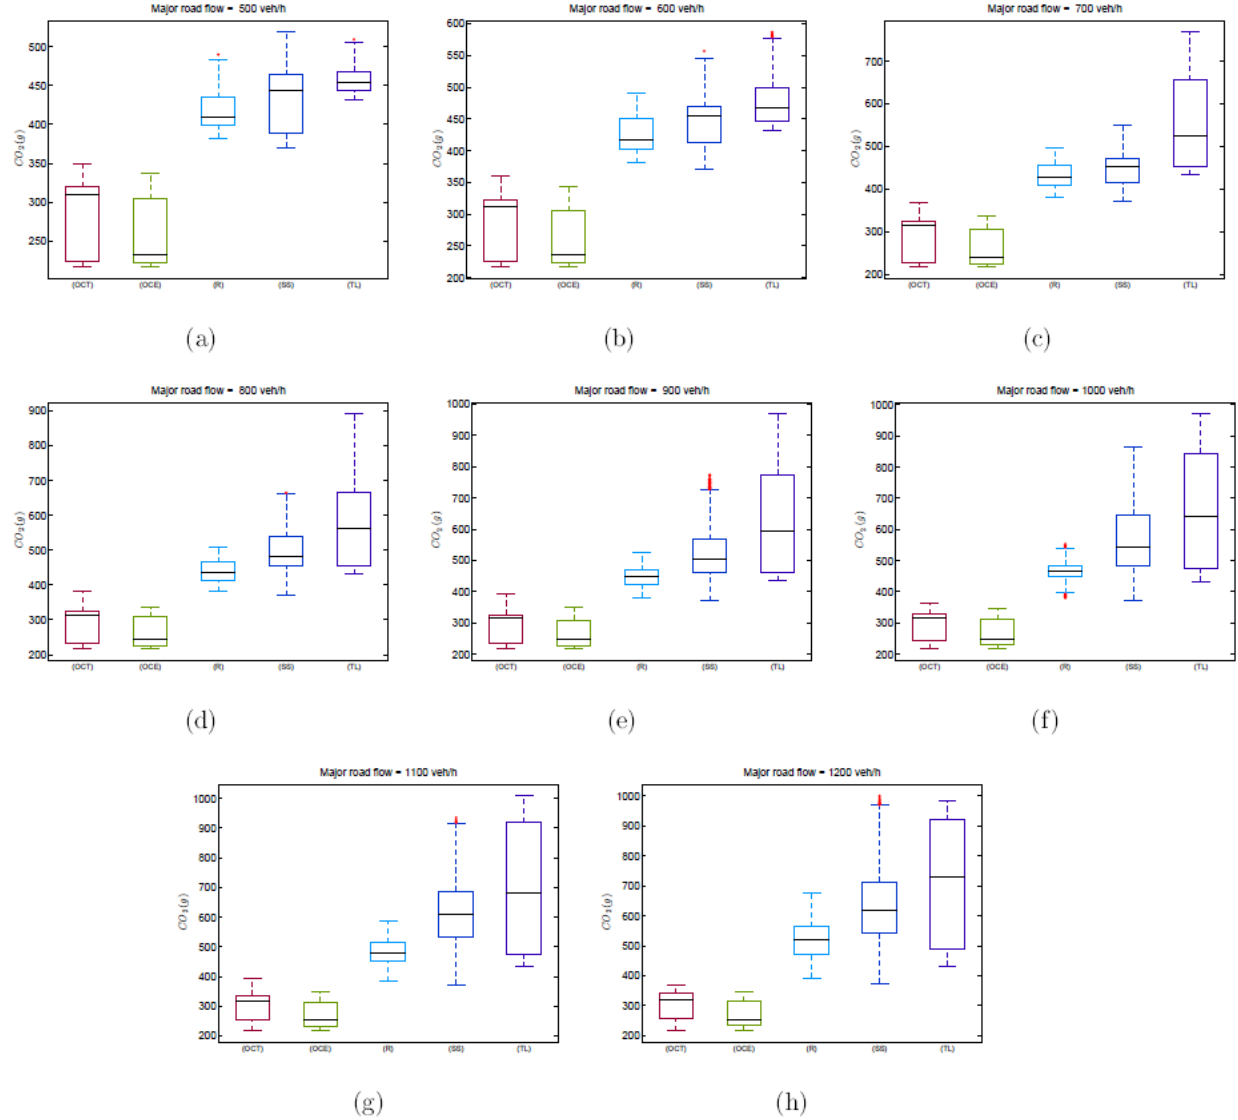 Major road flow = 500 veh/h
CO₂(g)
500
450
400
350
300
250
(OCT) (OCE) (R) (SS) (TL)
(a)
Major road flow = 600 veh/h
CO₂(g)
600
550
500
450
400
350
300
250
200
(OCT) (OCE) (R) (SS) (TL)
(b)
Major road flow = 700 veh/h
CO₂(g)
700
600
500
400
300
200
(OCT) (OCE) (R) (SS) (TL)
(c)
Major road flow = 800 veh/h
CO₂(g)
900
800
700
600
500
400
300
200
(OCT) (OCE) (R) (SS) (TL)
(d)
Major road flow = 900 veh/h
CO₂(g)
1000
900
800
700
600
500
400
300
200
(OCT) (OCE) (R) (SS) (TL)
(e)
Major road flow = 1000 veh/h
CO₂(g)
1000
900
800
700
600
500
400
300
200
(OCT) (OCE) (R) (SS) (TL)
(f)
Major road flow = 1100 veh/h
CO₂(g)
1000
900
800
700
600
500
400
300
200
(OCT) (OCE) (R) (SS) (TL)
(g)
Major road flow = 1200 veh/h
CO₂(g)
1000
900
800
700
600
500
400
300
200
(OCT) (OCE) (R) (SS) (TL)
(h)